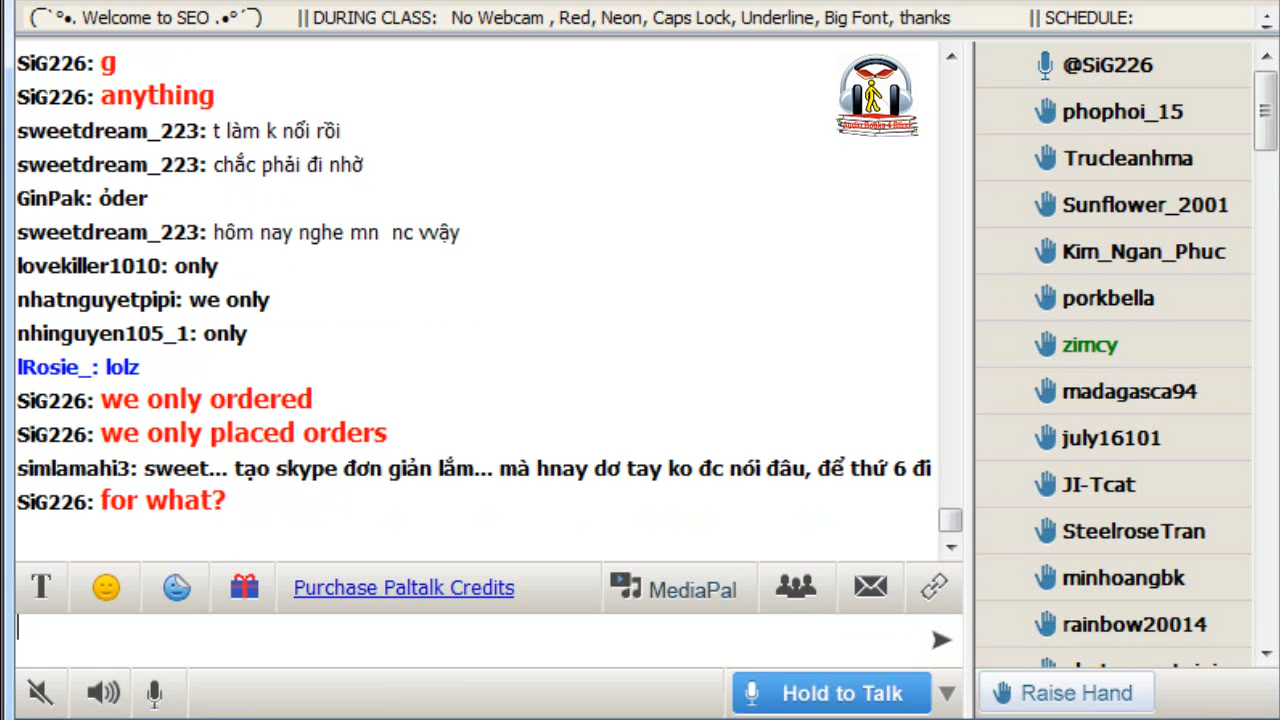 (¯`°•. Welcome to SEO .•°´¯) || DURING CLASS: No Webcam , Red, Neon, Caps Lock, Underline, Big Font, thanks || SCHEDULE:
SiG226: g
SiG226: anything
sweetdream_223: t làm k nổi rồi
sweetdream_223: chắc phải đi nhờ
GinPak: ỏder
sweetdream_223: hôm nay nghe mn nc vvậy
lovekiller1010: only
nhatnguyetpipi: we only
nhinguyen105_1: only
lRosie_: lolz
SiG226: we only ordered
SiG226: we only placed orders
simlamahi3: sweet... tạo skype đơn giản lắm... mà hnay dơ tay ko đc nói đâu, để thứ 6 đi
SiG226: for what?
@SiG226
phophoi_15
Trucleanhma
Sunflower_2001
Kim_Ngan_Phuc
porkbella
zimcy
madagasca94
july16101
JI-Tcat
SteelroseTran
minhoangbk
rainbow20014
T
Purchase Paltalk Credits
MediaPal
Hold to Talk
Raise Hand